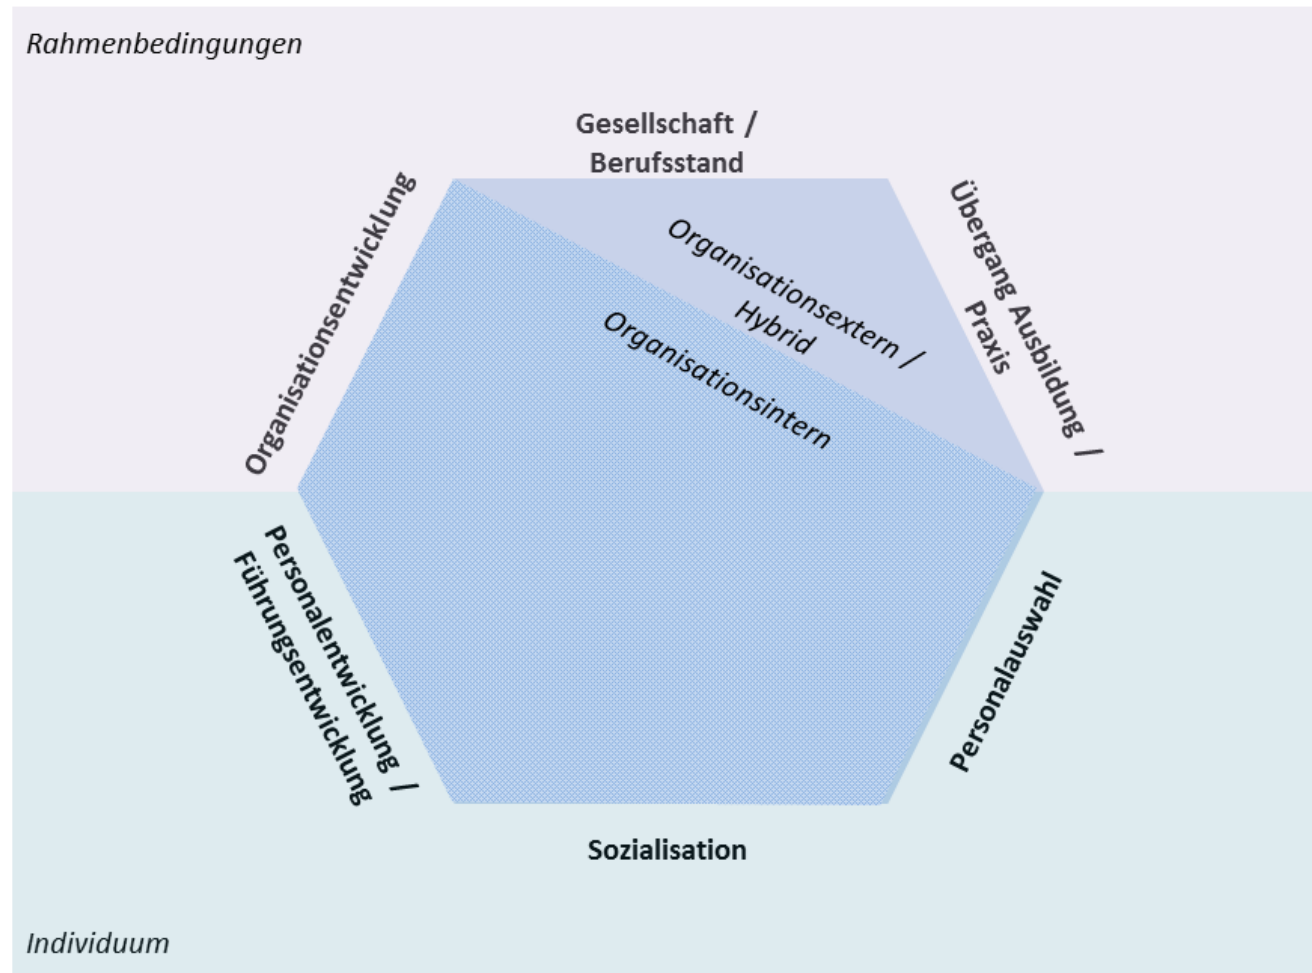 Rahmenbedingungen
Gesellschaft /
Berufsstand
Organisationsentwicklung
Übergang Ausbildung /
Praxis
Organisationsextern /
Hybrid
Organisationsintern
Personalentwicklung /
Führungsentwicklung
Personalauswahl
Sozialisation
Individuum